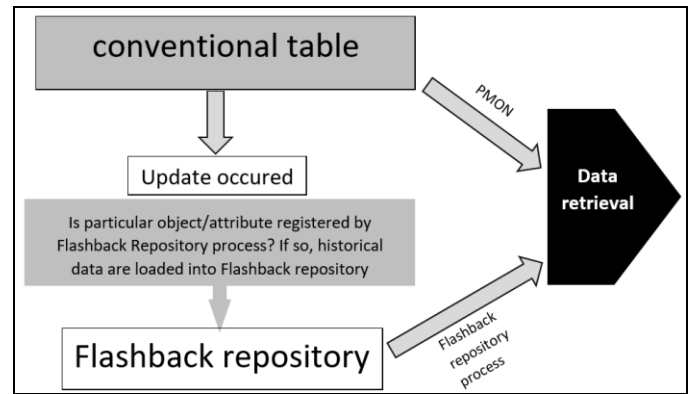 conventional table
PMON
Update occured
Data
retrieval
Is particular object/attribute registered by
Flashback Repository process? If so, historical
data are loaded into Flashback repository
Flashback repository
Flashback
repository
process